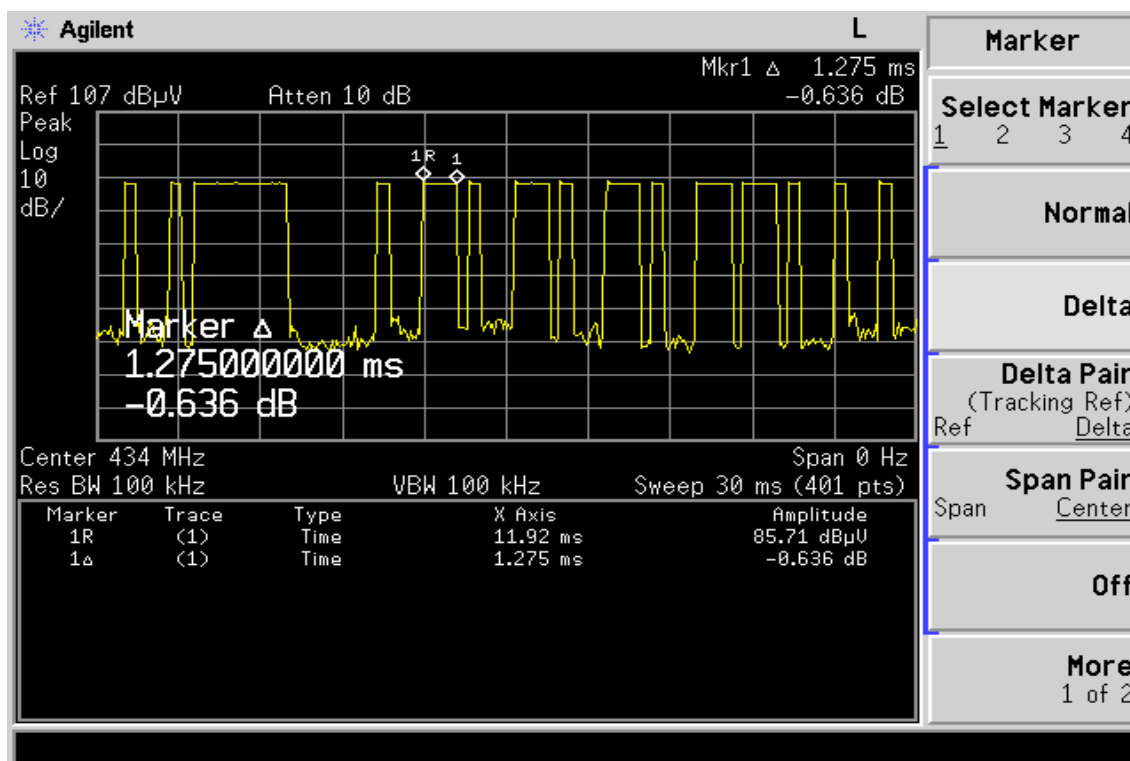 Agilent
L
Mkr1 Δ 1.275 ms
Ref 107 dBµV Atten 10 dB -0.636 dB
Peak
Log
10
dB/
1R 1
Marker Δ
1.275000000 ms
-0.636 dB
Center 434 MHz Span 0 Hz
Res BW 100 kHz VBW 100 kHz Sweep 30 ms (401 pts)
Marker Trace Type X Axis Amplitude
1R (1) Time 11.92 ms 85.71 dBµV
1Δ (1) Time 1.275 ms -0.636 dB
Marker
Select Marker
1 2 3 4
Normal
Delta
Delta Pair
(Tracking Ref)
Ref Delta
Span Pair
Span Center
Off
More
1 of 2